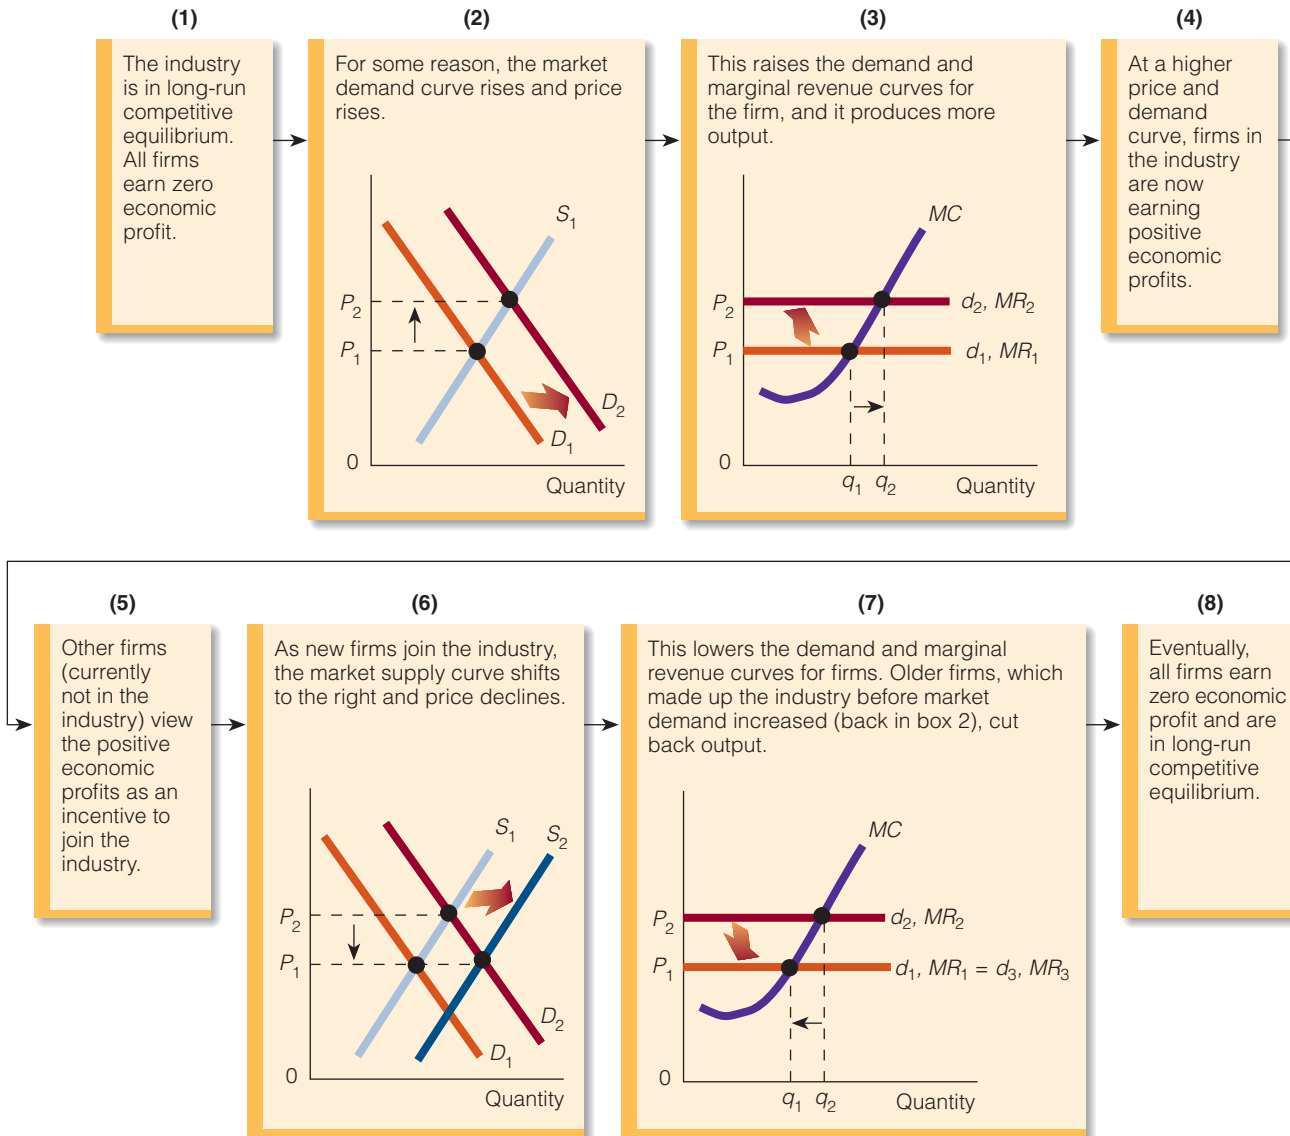 (1)
The industry
is in long-run
competitive
equilibrium.
All firms
earn zero
economic
profit.
(2)
For some reason, the market
demand curve rises and price
rises.
S1
P2
P1
D2
D1
0
Quantity
(3)
This raises the demand and
marginal revenue curves for
the firm, and it produces more
output.
MC
P2
d2, MR2
P1
d1, MR1
0
q1 q2 Quantity
(4)
At a higher
price and
demand
curve, firms in
the industry
are now
earning
positive
economic
profits.
(5)
Other firms
(currently
not in the
industry) view
the positive
economic
profits as an
incentive to
join the
industry.
(6)
As new firms join the industry,
the market supply curve shifts
to the right and price declines.
S1 S2
P2
P1
D2
D1
0
Quantity
(7)
This lowers the demand and marginal
revenue curves for firms. Older firms, which
made up the industry before market
demand increased (back in box 2), cut
back output.
MC
P2
d2, MR2
P1
d1, MR1 = d3, MR3
0
q1 q2 Quantity
(8)
Eventually,
all firms earn
zero economic
profit and are
in long-run
competitive
equilibrium.